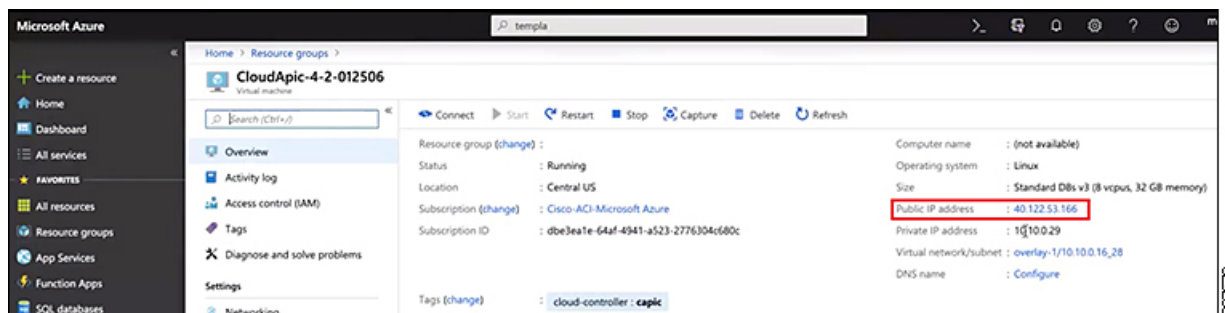 Microsoft Azure
templa
Home > Resource groups >
CloudApic-4-2-012506
Virtual machine
Create a resource
Home
Dashboard
All services
FAVORITES
All resources
Resource groups
App Services
Function Apps
SQL databases
Search (Ctrl+/)
Overview
Activity log
Access control (IAM)
Tags
Diagnose and solve problems
Settings
Networking
Connect Start Restart Stop Capture Delete Refresh
Resource group (change) :
Status : Running
Location : Central US
Subscription (change) : Cisco-ACI-Microsoft Azure
Subscription ID : dbe3ea1e-64af-4941-a523-2776304c680c
Tags (change) : cloud-controller : capic
Computer name : (not available)
Operating system : Linux
Size : Standard D8s v3 (8 vcpus, 32 GB memory)
Public IP address : 40.122.53.166
Private IP address : 10.10.0.29
Virtual network/subnet : overlay-1/10.10.0.16_28
DNS name : Configure